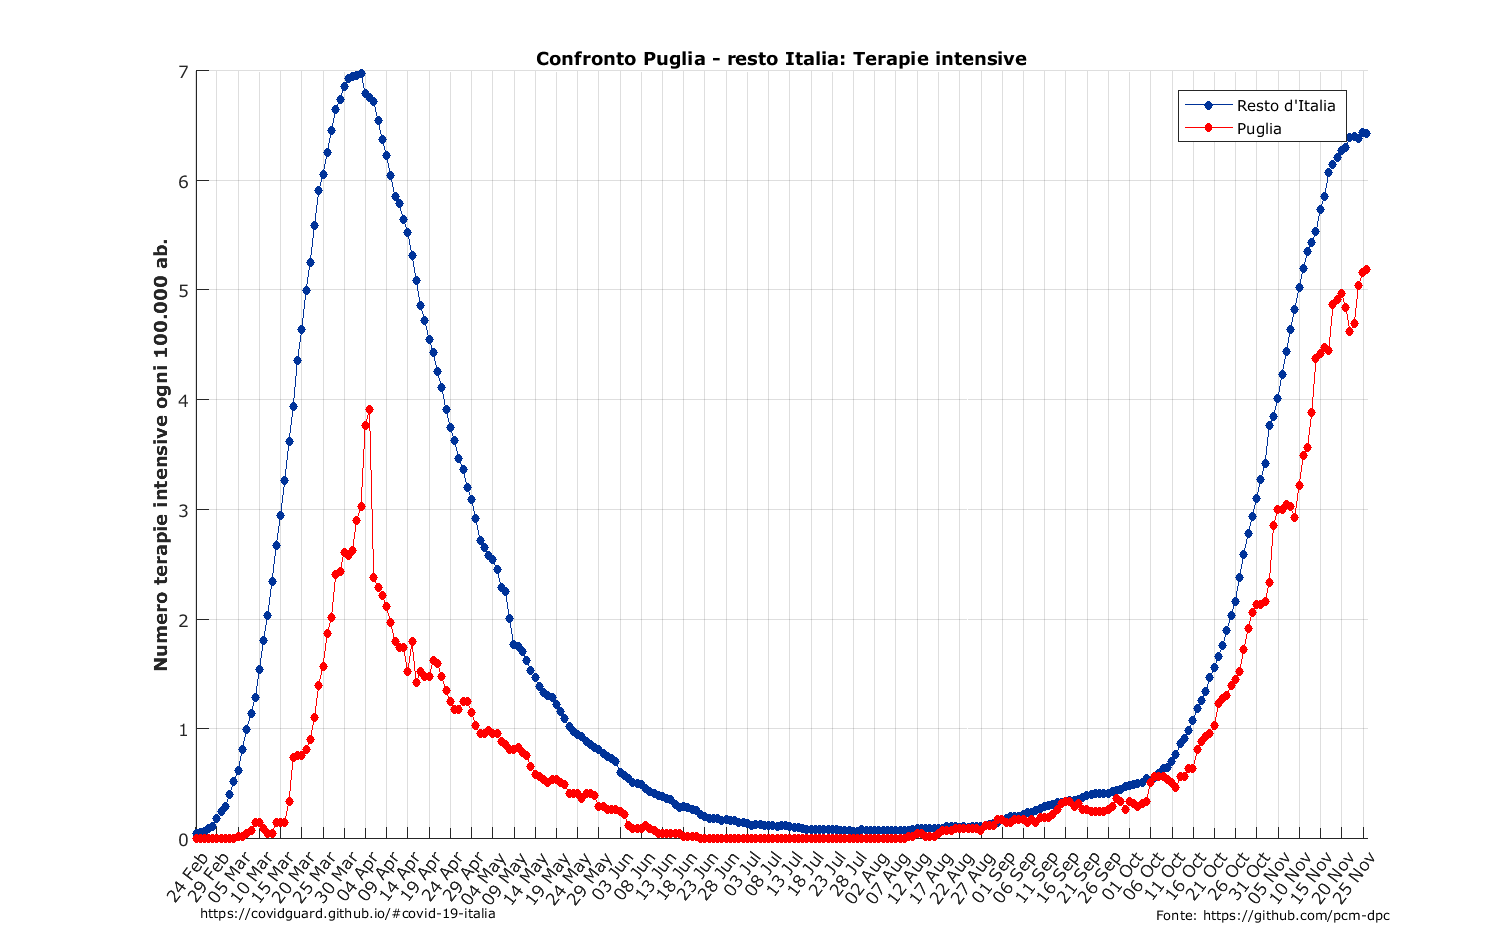 Confronto Puglia - resto Italia: Terapie intensive
Resto d'Italia
Puglia
Numero terapie intensive ogni 100.000 ab.
7
6
5
4
3
2
1
0
24 Feb
29 Feb
05 Mar
10 Mar
15 Mar
20 Mar
25 Mar
30 Mar
04 Apr
09 Apr
14 Apr
19 Apr
24 Apr
29 Apr
04 May
09 May
14 May
19 May
24 May
29 May
03 Jun
08 Jun
13 Jun
18 Jun
23 Jun
28 Jun
03 Jul
08 Jul
13 Jul
18 Jul
23 Jul
28 Jul
02 Aug
07 Aug
12 Aug
17 Aug
22 Aug
27 Aug
01 Sep
06 Sep
11 Sep
16 Sep
21 Sep
26 Sep
01 Oct
06 Oct
11 Oct
16 Oct
21 Oct
26 Oct
31 Oct
05 Nov
10 Nov
15 Nov
20 Nov
25 Nov
https://covidguard.github.io/#covid-19-italia
Fonte: https://github.com/pcm-dpc